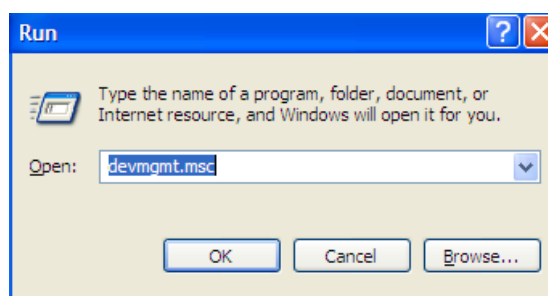 Run
Type the name of a program, folder, document, or
Internet resource, and Windows will open it for you.
Open: devmgmt.msc
OK Cancel Browse...